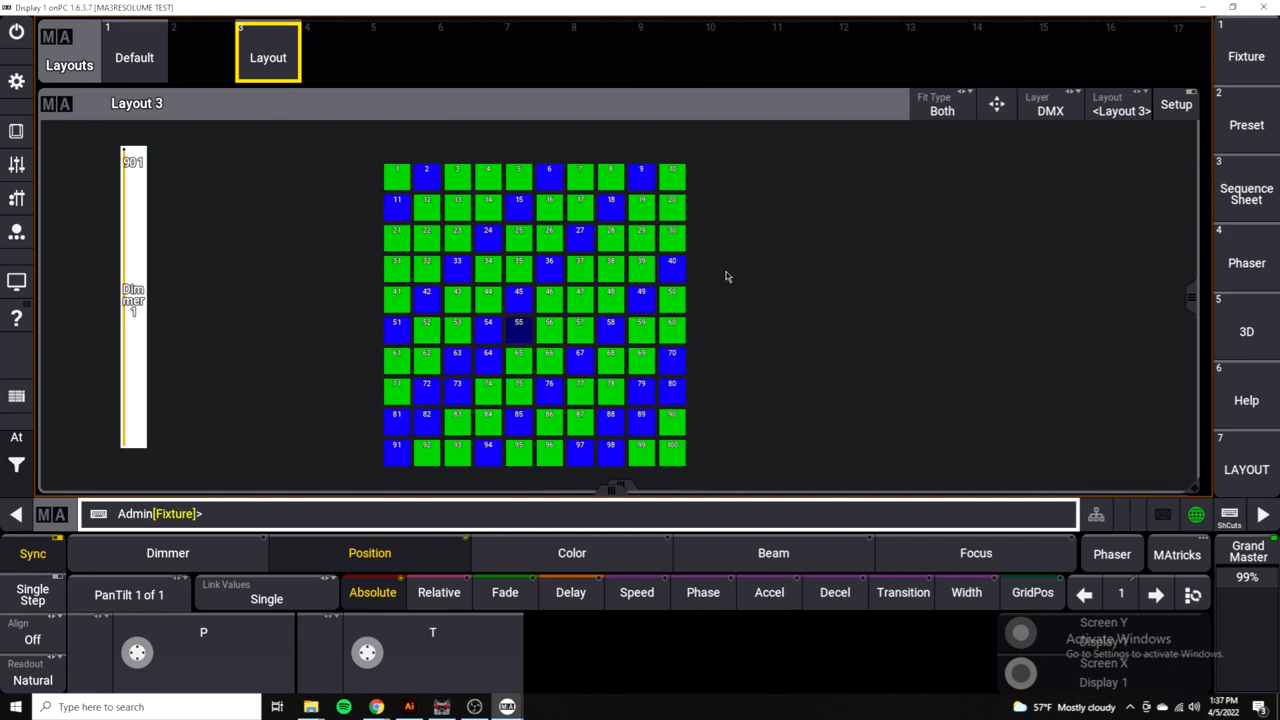 Display 1 onPC 1.6.3.7 [MA3RESOLUME TEST]
MA Layouts
1 Default
2
3 Layout
4 5 6 7 8 9 10 11 12 13 14 15 16 17
1 Fixture
MA Layout 3
Fit Type Both
Layer DMX
Layout <Layout 3>
Setup
2 Preset
901
Dim
mer
1
1 2 3 4 5 6 7 8 9 10
11 12 13 14 15 16 17 18 19 20
21 22 23 24 25 26 27 28 29 30
31 32 33 34 35 36 37 38 39 40
41 42 43 44 45 46 47 48 49 50
51 52 53 54 55 56 57 58 59 60
61 62 63 64 65 66 67 68 69 70
71 72 73 74 75 76 77 78 79 80
81 82 83 84 85 86 87 88 89 90
91 92 93 94 95 96 97 98 99 100
3 Sequence Sheet
4 Phaser
5 3D
6 Help
7 LAYOUT
?
At
MA Admin[Fixture]>
ShCuts
Sync
Dimmer
Position
Color
Beam
Focus
Phaser
MAtricks
Grand Master
99%
Single Step
PanTilt 1 of 1
Link Values
Single
Absolute
Relative
Fade
Delay
Speed
Phase
Accel
Decel
Transition
Width
GridPos
1
Align
Off
P
T
Screen Y
Display 1
Activate Windows
Go to Settings to activate Windows.
Readout
Natural
Screen X
Display 1
Type here to search
Ai
MA
57°F Mostly cloudy
1:37 PM
4/5/2022
3